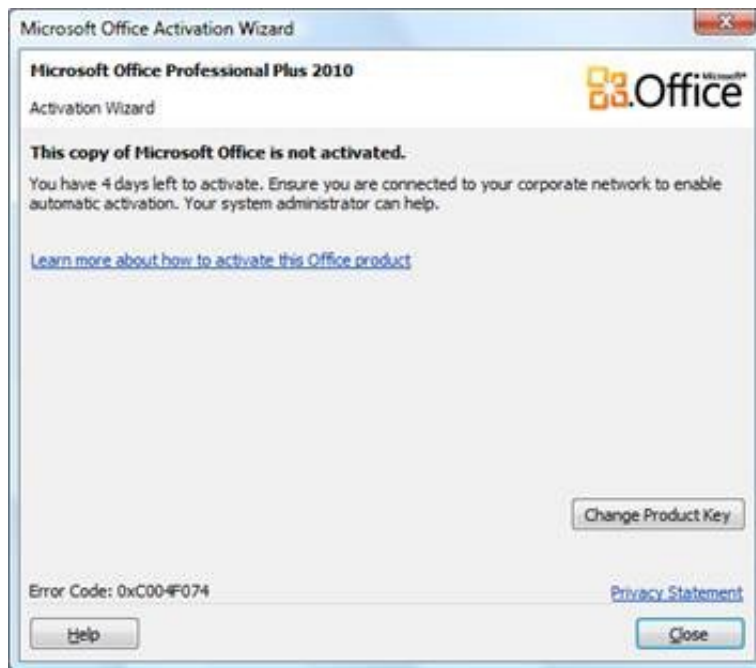 Microsoft Office Activation Wizard
Microsoft Office Professional Plus 2010
Activation Wizard
Microsoft
Office
This copy of Microsoft Office is not activated.
You have 4 days left to activate. Ensure you are connected to your corporate network to enable
automatic activation. Your system administrator can help.
Learn more about how to activate this Office product
Change Product Key
Error Code: 0xC004F074
Privacy Statement
Help
Close